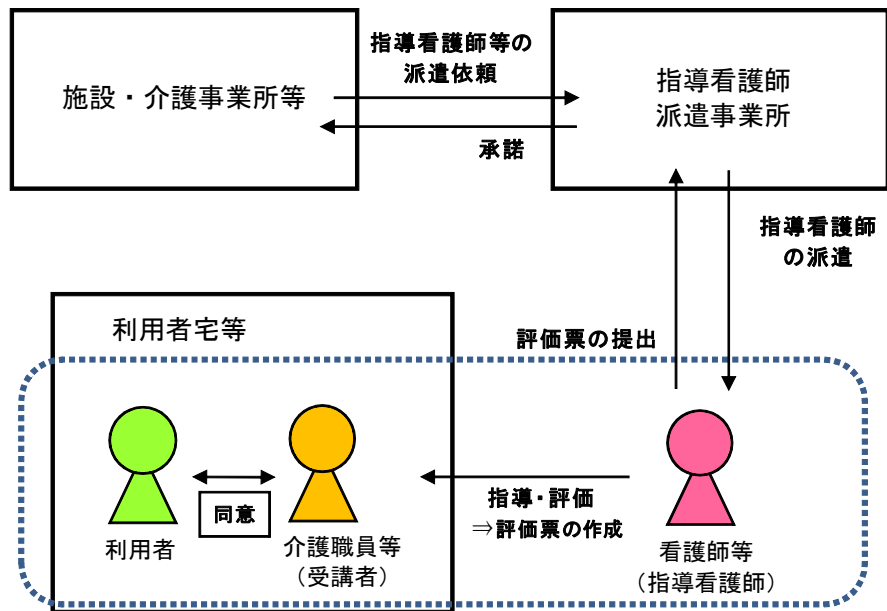 施設・介護事業所等
指導看護師等の
派遣依頼
承諾
指導看護師
派遣事業所
指導看護師
の派遣
評価票の提出
利用者宅等
同意
利用者
介護職員等
（受講者）
指導・評価
⇒評価票の作成
看護師等
（指導看護師）